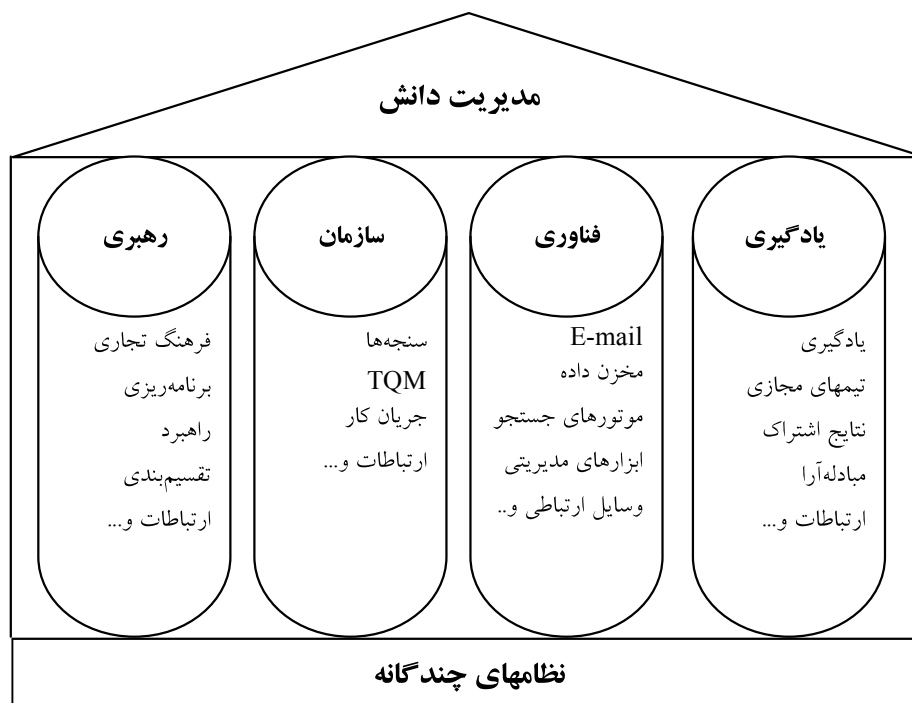 مدیریت دانش
یادگیری
یادگیری
تیمهای مجازی
نتایج اشتراک
مبادله‌آرا
ارتباطات و...
فناوری
E-mail
مخزن داده
موتورهای جستجو
ابزارهای مدیریتی
وسایل ارتباطی و..
سازمان
سنجه‌ها
TQM
جریان کار
ارتباطات و...
رهبری
فرهنگ تجاری
برنامه‌ریزی
راهبرد
تقسیم‌بندی
ارتباطات و...
نظامهای چندگانه